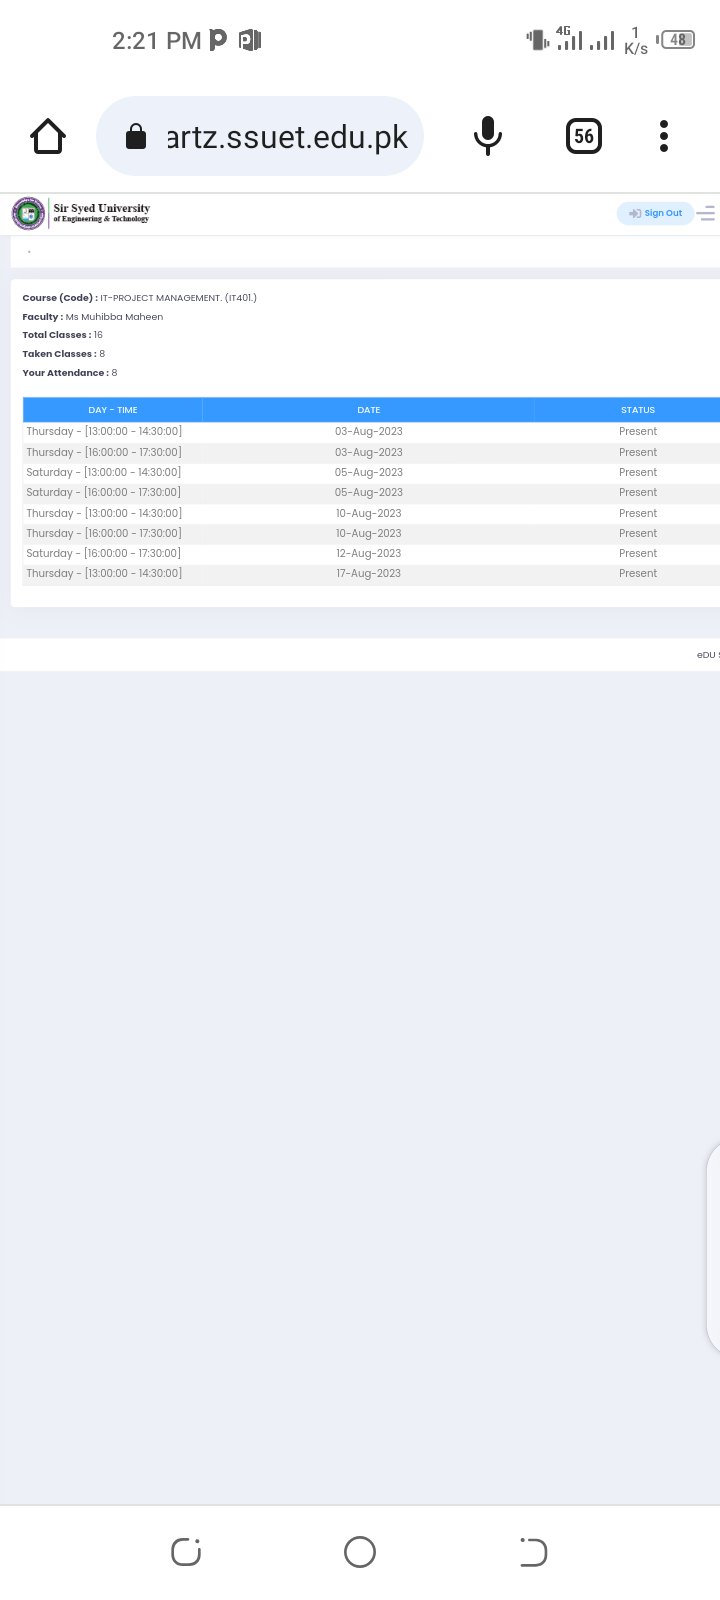 2:21 PM
4G
1
K/s
48
artz.ssuet.edu.pk
56
Sir Syed University
of Engineering & Technology
Sign Out
Course (Code) : IT-PROJECT MANAGEMENT. (IT401.)
Faculty : Ms Muhibba Maheen
Total Classes : 16
Taken Classes : 8
Your Attendance : 8
DAY - TIME DATE STATUS
Thursday - [13:00:00 - 14:30:00] 03-Aug-2023 Present
Thursday - [16:00:00 - 17:30:00] 03-Aug-2023 Present
Saturday - [13:00:00 - 14:30:00] 05-Aug-2023 Present
Saturday - [16:00:00 - 17:30:00] 05-Aug-2023 Present
Thursday - [13:00:00 - 14:30:00] 10-Aug-2023 Present
Thursday - [16:00:00 - 17:30:00] 10-Aug-2023 Present
Saturday - [16:00:00 - 17:30:00] 12-Aug-2023 Present
Thursday - [13:00:00 - 14:30:00] 17-Aug-2023 Present
eDU